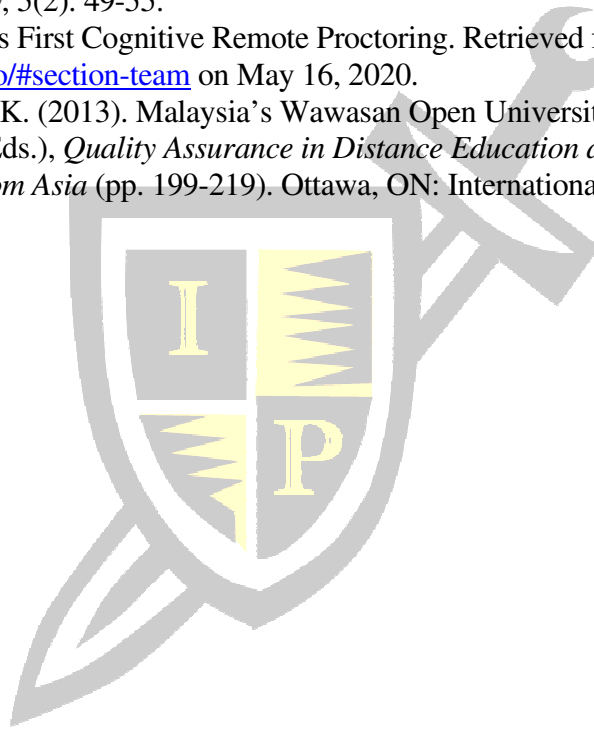 5(2). 49-55.
s First Cognitive Remote Proctoring. Retrieved
o/#section-team on May 16, 2020.
K. (2013). Malaysia’s Wawasan Open Universit
Eds.), Quality Assurance in Distance Education a
om Asia (pp. 199-219). Ottawa, ON: Internationa
I
P